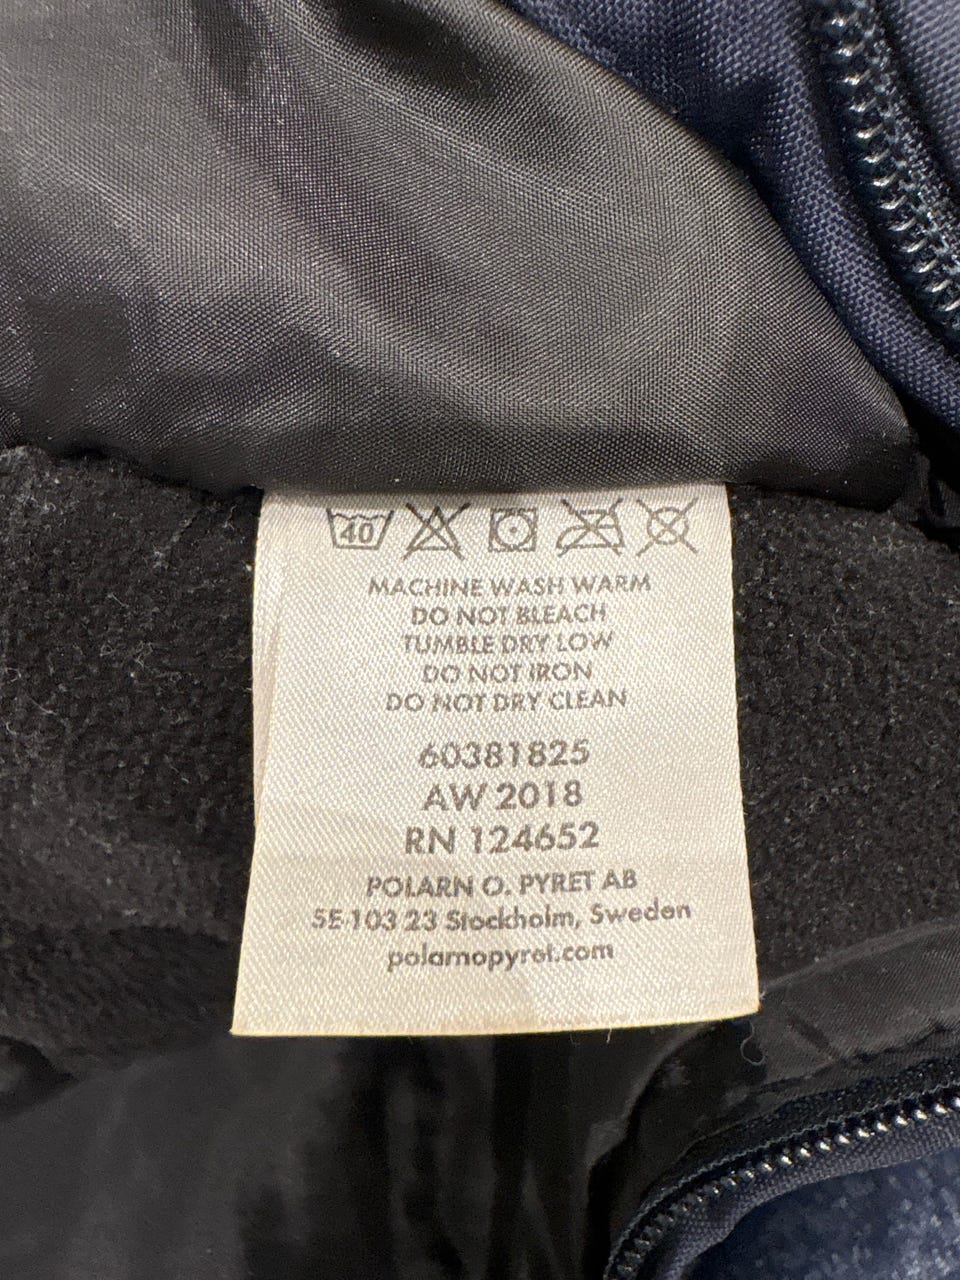 40
MACHINE WASH WARM
DO NOT BLEACH
TUMBLE DRY LOW
DO NOT IRON
DO NOT DRY CLEAN
60381825
AW 2018
RN 124652
POLARN O. PYRET AB
SE-103 23 Stockholm, Sweden
polarnopyret.com